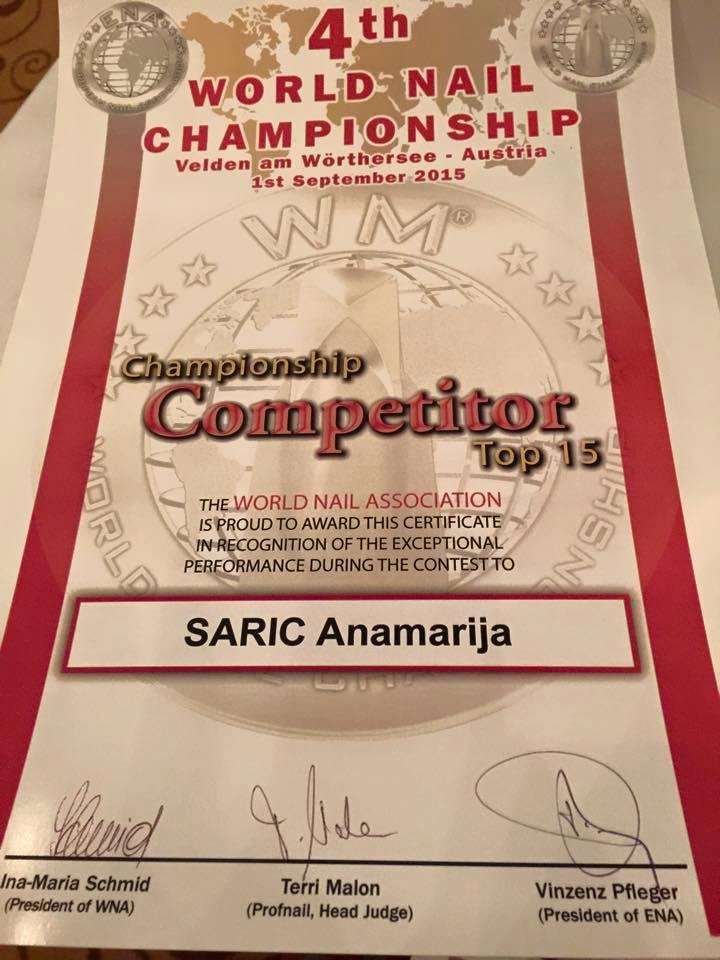 4th
WORLD NAIL
CHAMPIONSHIP
Velden am Wörthersee - Austria
1st September 2015
ENA
WM®
Championship
Competitor
Top 15
THE WORLD NAIL ASSOCIATION
IS PROUD TO AWARD THIS CERTIFICATE
IN RECOGNITION OF THE EXCEPTIONAL
PERFORMANCE DURING THE CONTEST TO
WORLD
SARIC Anamarija
Ina-Maria Schmid
(President of WNA)
Terri Malon
(Profnail, Head Judge)
Vinzenz Pfleger
(President of ENA)